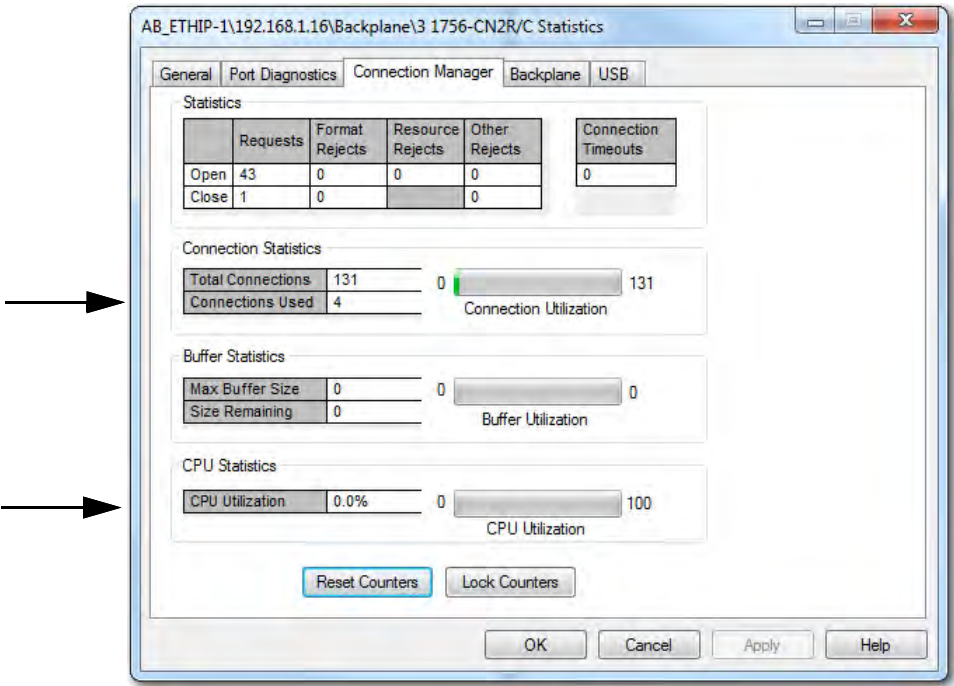 AB_ETHIP-1\192.168.1.16\Backplane\3 1756-CN2R/C Statistics
General Port Diagnostics Connection Manager Backplane USB
Statistics
Requests Format Rejects Resource Rejects Other Rejects Connection Timeouts
Open 43 0 0 0 0
Close 1 0 0
Connection Statistics
Total Connections 131 0 131
Connections Used 4
Connection Utilization
Buffer Statistics
Max Buffer Size 0 0 0
Size Remaining 0
Buffer Utilization
CPU Statistics
CPU Utilization 0.0% 0 100
CPU Utilization
Reset Counters Lock Counters
OK Cancel Apply Help